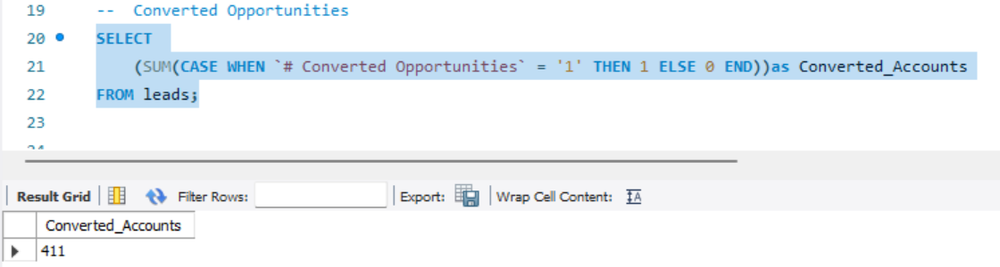 19 -- Converted Opportunities
20 SELECT
21 (SUM(CASE WHEN `# Converted Opportunities` = '1' THEN 1 ELSE 0 END))as Converted_Accounts
22 FROM leads;
23
Result Grid Filter Rows: Export: Wrap Cell Content: IA
Converted_Accounts
411